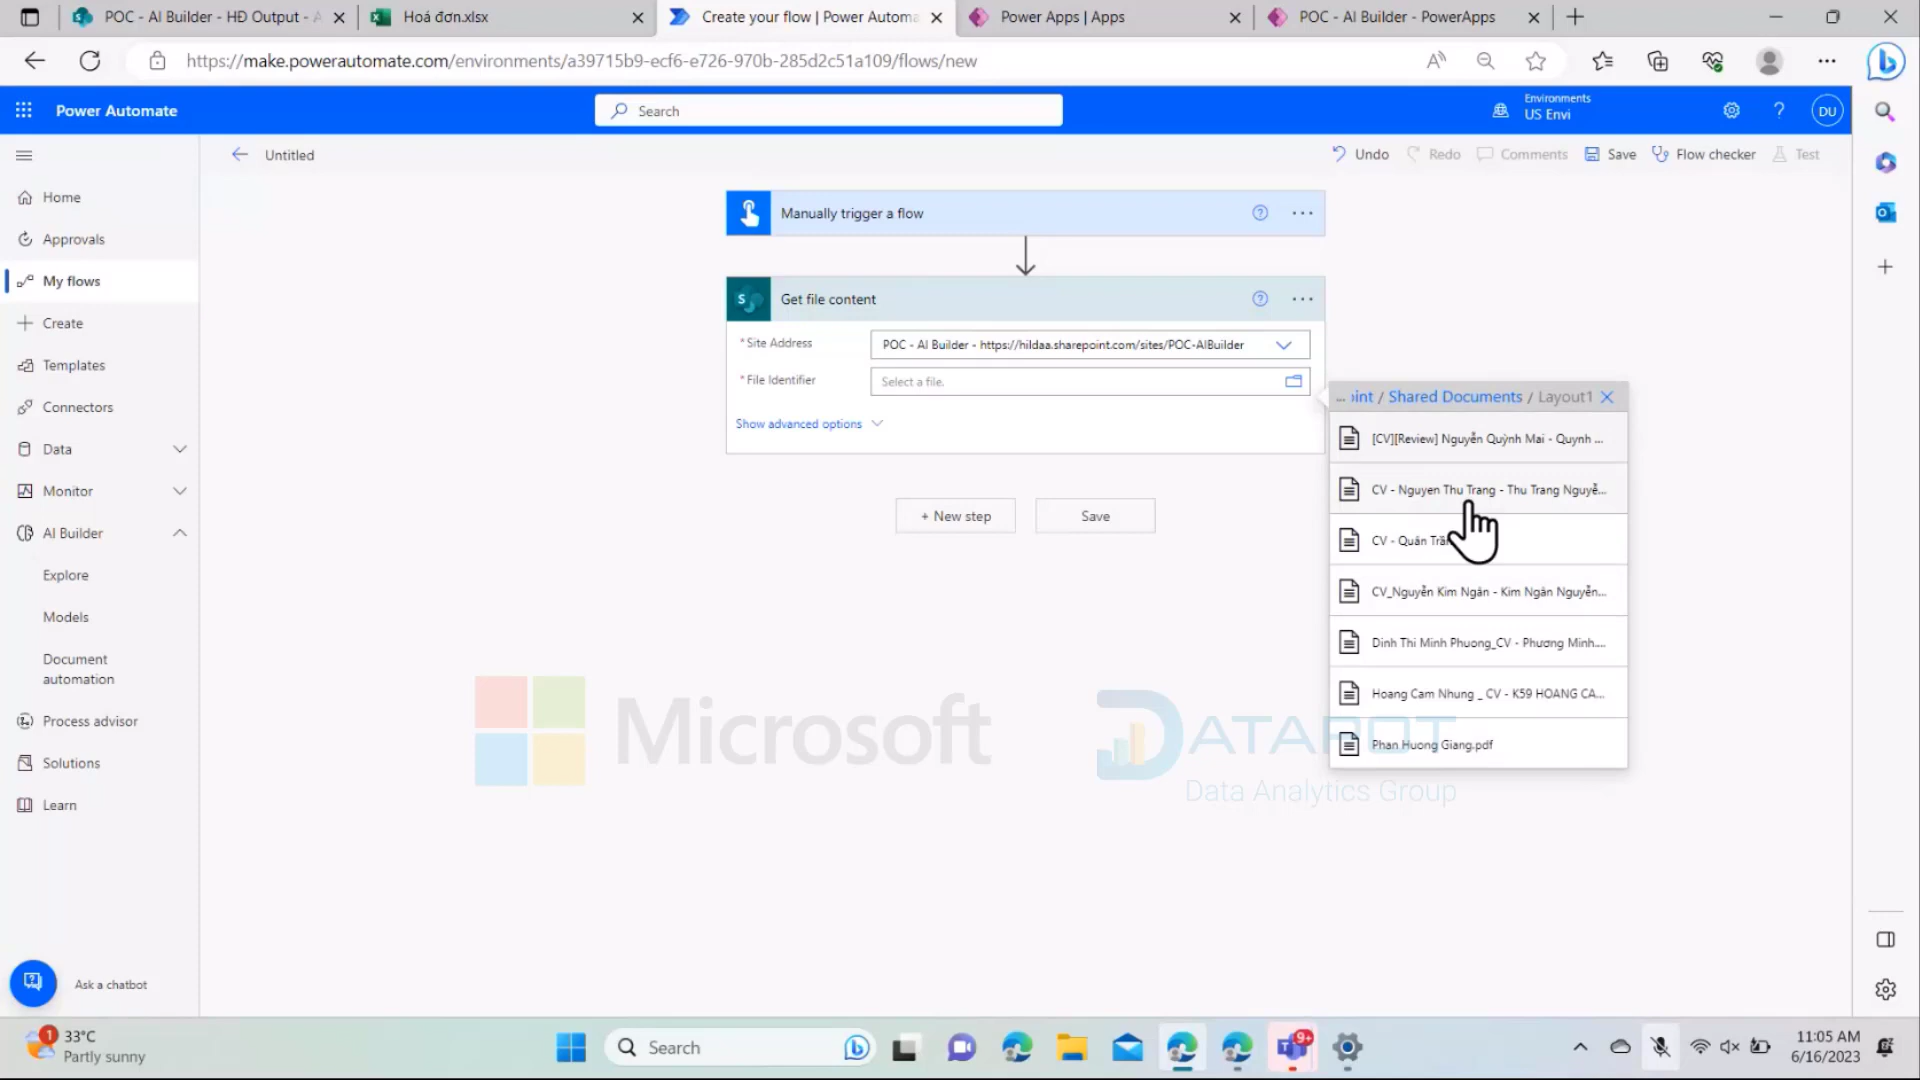 POC - AI Builder - HĐ Output - A
Hoá đơn.xlsx
Create your flow | Power Automa
Power Apps | Apps
POC - AI Builder - PowerApps
https://make.powerautomate.com/environments/a39715b9-ecf6-e726-970b-285d2c51a109/flows/new
Power Automate
Search
Environments
US Envi
?
DU
Untitled
Undo
Redo
Comments
Save
Flow checker
Test
Home
Approvals
My flows
Create
Templates
Connectors
Data
Monitor
AI Builder
Explore
Models
Document
automation
Process advisor
Solutions
Learn
Ask a chatbot
Manually trigger a flow
Get file content
* Site Address
POC - AI Builder - https://hildaa.sharepoint.com/sites/POC-AIBuilder
* File Identifier
Select a file.
Show advanced options
+ New step
Save
... oint / Shared Documents / Layout1
[CV][Review] Nguyễn Quỳnh Mai - Quynh ...
CV - Nguyen Thu Trang - Thu Trang Nguyễ...
CV - Quân
CV_Nguyễn Kim Ngân - Kim Ngân Nguyễn...
Dinh Thi Minh Phuong_CV - Phương Minh....
Hoang Cam Nhung _ CV - K59 HOANG CA...
Phan Huong Giang.pdf
Microsoft
DATAPOT
Data Analytics Group
1
33°C
Partly sunny
Search
9+
11:05 AM
6/16/2023